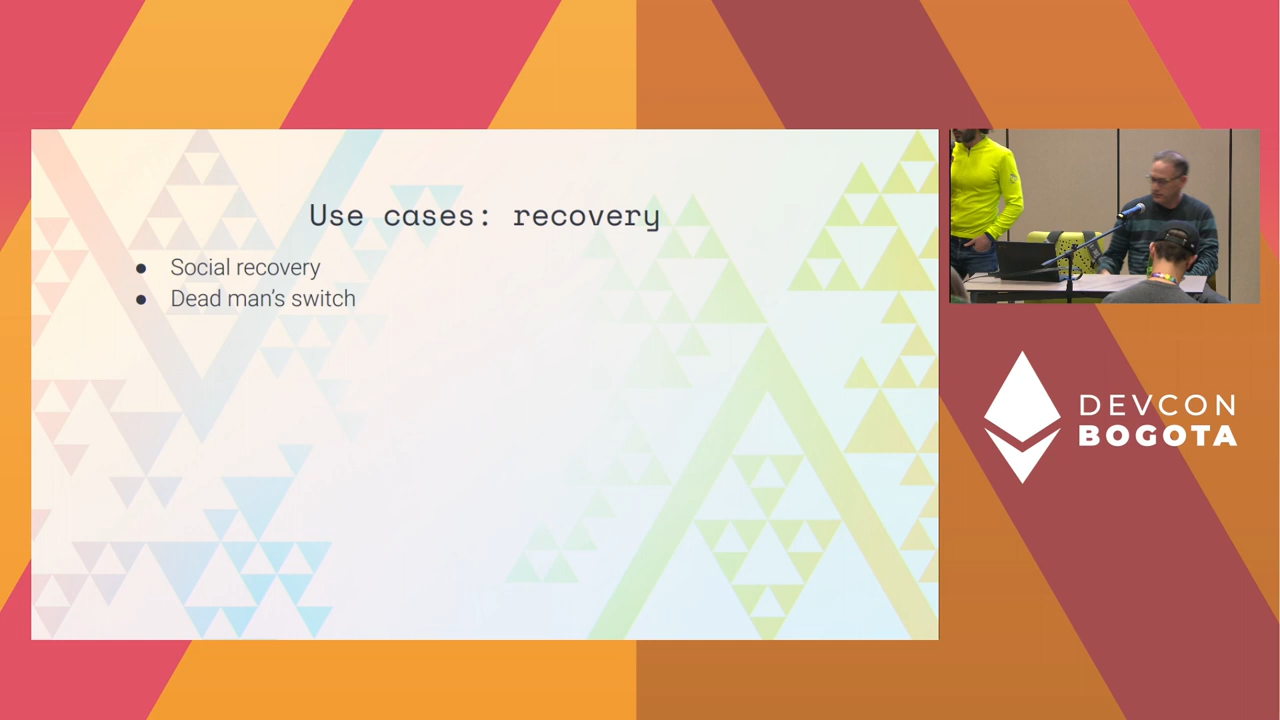 Use cases: recovery
● Social recovery
● Dead man’s switch
DEVCON
BOGOTA